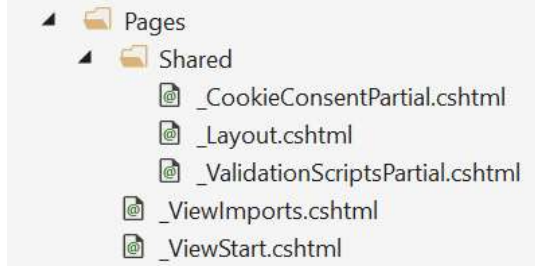 Pages
Shared
_CookieConsentPartial.cshtml
_Layout.cshtml
_ValidationScriptsPartial.cshtml
_ViewImports.cshtml
_ViewStart.cshtml